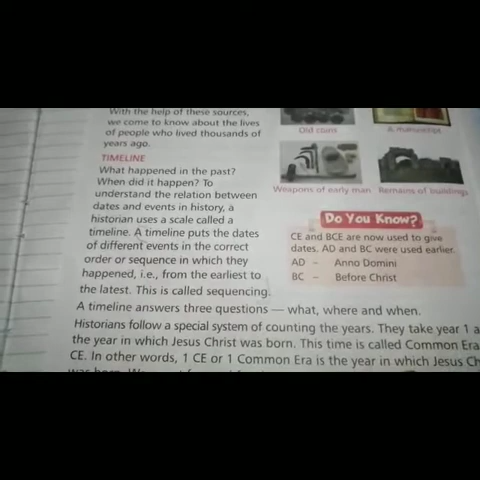 With the help of these sources,
we come to know about the lives
of people who lived thousands of
years ago.
TIMELINE
What happened in the past?
When did it happen? To
understand the relation between
dates and events in history, a
historian uses a scale called a
timeline. A timeline puts the dates
of different events in the correct
order or sequence in which they
happened, i.e., from the earliest to
the latest. This is called sequencing.
Old coins
A manuscript
Weapons of early man
Remains of buildings
Do You Know?
CE and BCE are now used to give
dates. AD and BC were used earlier.
AD – Anno Domini
BC – Before Christ
A timeline answers three questions — what, where and when.
Historians follow a special system of counting the years. They take year 1 a
the year in which Jesus Christ was born. This time is called Common Era
CE. In other words, 1 CE or 1 Common Era is the year in which Jesus Ch